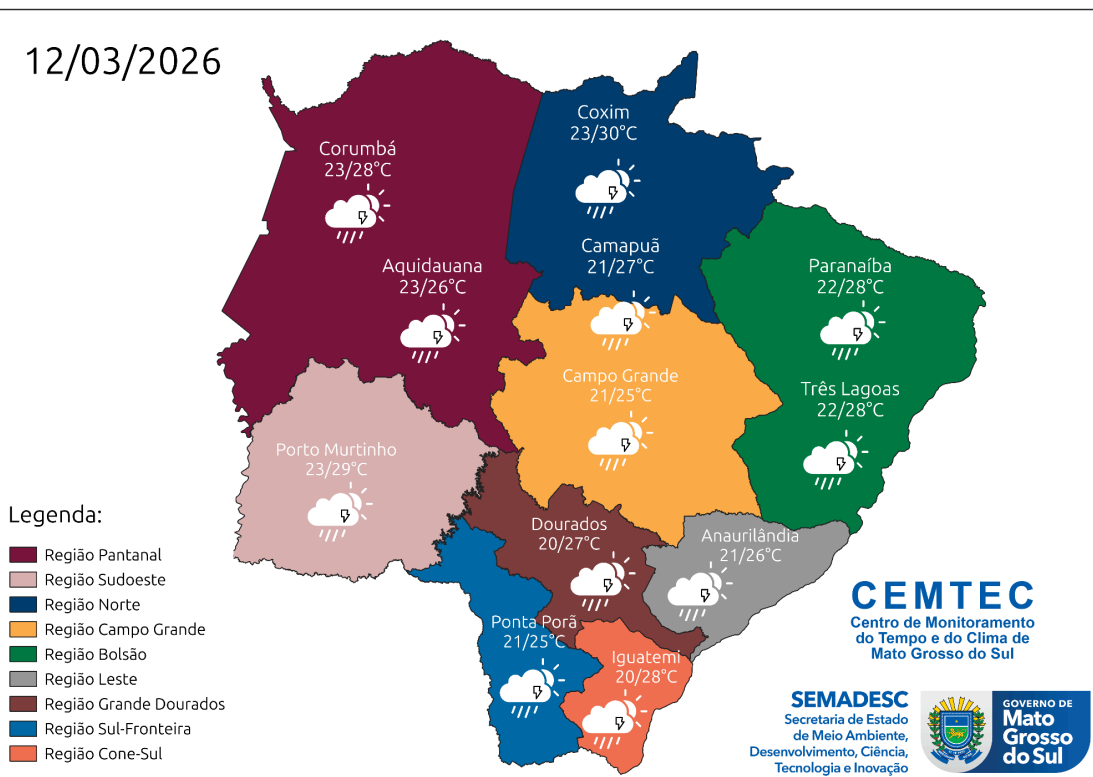 12/03/2026
Coxim
23/30°C
Corumbá
23/28°C
Camapuã
21/27°C
Aquidauana
23/26°C
Paranaíba
22/28°C
Campo Grande
21/25°C
Três Lagoas
22/28°C
Porto Murtinho
23/29°C
Dourados
20/27°C
Anaurilândia
21/26°C
Ponta Porã
21/25°C
Iguatemi
20/28°C
Legenda:
Região Pantanal
Região Sudoeste
Região Norte
Região Campo Grande
Região Bolsão
Região Leste
Região Grande Dourados
Região Sul-Fronteira
Região Cone-Sul
CEMTEC
Centro de Monitoramento
do Tempo e do Clima de
Mato Grosso do Sul
SEMADESC
Secretaria de Estado
de Meio Ambiente,
Desenvolvimento, Ciência,
Tecnologia e Inovação
GOVERNO DE
Mato
Grosso
do Sul